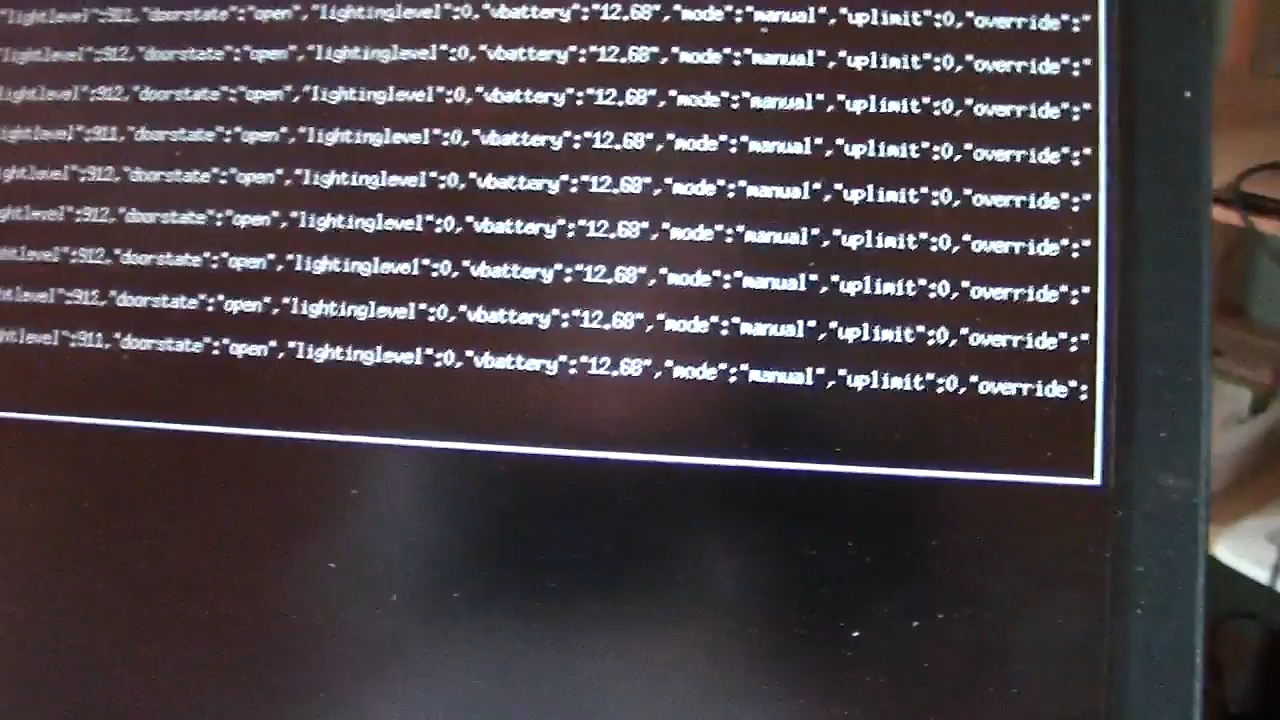 "lightlevel":911,"doorstate":"open","lightinglevel":0,"vbattery":"12.68","mode":"manual","uplimit":0,"override":"
"lightlevel":912,"doorstate":"open","lightinglevel":0,"vbattery":"12.68","mode":"manual","uplimit":0,"override":"
lightlevel":912,"doorstate":"open","lightinglevel":0,"vbattery":"12.68","mode":"manual","uplimit":0,"override":"
ightlevel":911,"doorstate":"open","lightinglevel":0,"vbattery":"12.68","mode":"manual","uplimit":0,"override":"
ghtlevel":912,"doorstate":"open","lightinglevel":0,"vbattery":"12.68","mode":"manual","uplimit":0,"override":"
ghtlevel":912,"doorstate":"open","lightinglevel":0,"vbattery":"12.68","mode":"manual","uplimit":0,"override":"
htlevel":912,"doorstate":"open","lightinglevel":0,"vbattery":"12.68","mode":"manual","uplimit":0,"override":"
htlevel":912,"doorstate":"open","lightinglevel":0,"vbattery":"12.68","mode":"manual","uplimit":0,"override":"
htlevel":911,"doorstate":"open","lightinglevel":0,"vbattery":"12.68","mode":"manual","uplimit":0,"override":